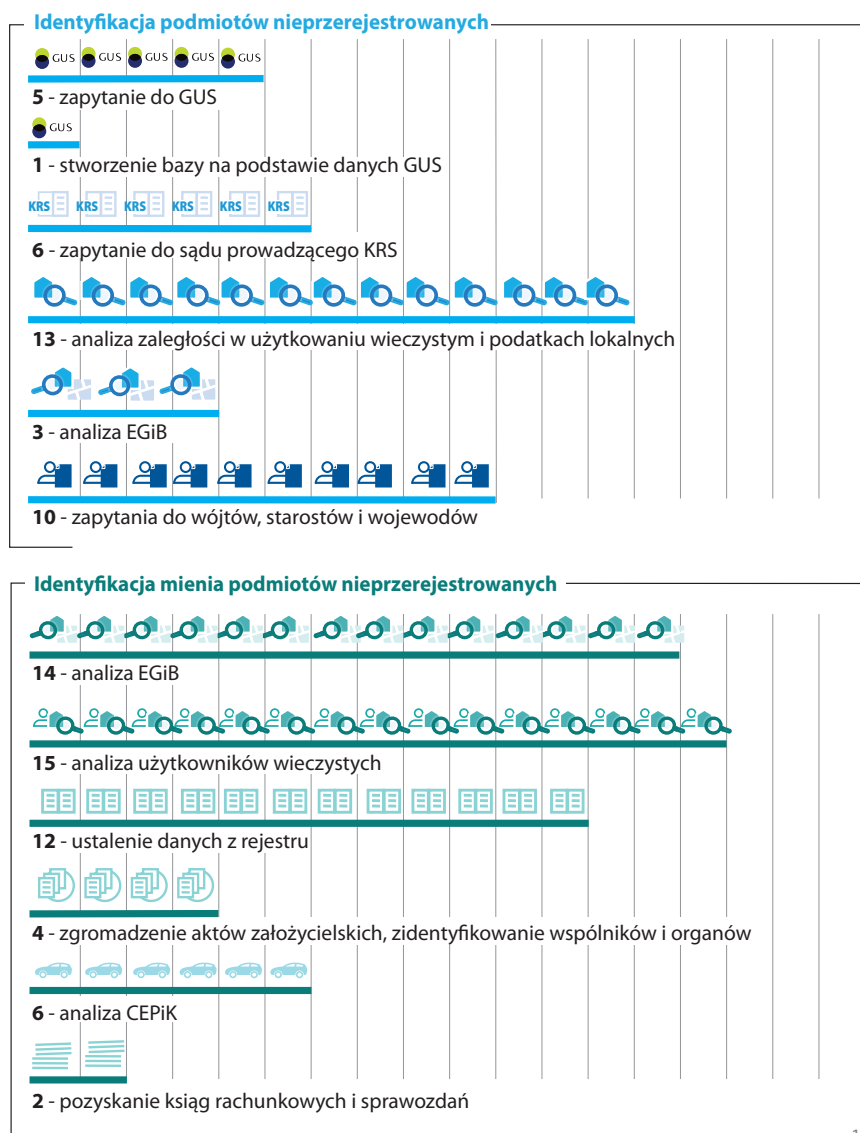 Identyfikacja podmiotów nieprzerejestrowanych
GUS GUS GUS GUS GUS
5 - zapytanie do GUS
GUS
1 - stworzenie bazy na podstawie danych GUS
KRS KRS KRS KRS KRS KRS
6 - zapytanie do sądu prowadzącego KRS
13 - analiza zaległości w użytkowaniu wieczystym i podatkach lokalnych
3 - analiza EGiB
10 - zapytania do wójtów, starostów i wojewodów
Identyfikacja mienia podmiotów nieprzerejestrowanych
14 - analiza EGiB
15 - analiza użytkowników wieczystych
12 - ustalenie danych z rejestru
4 - zgromadzenie aktów założycielskich, zidentyfikowanie wspólników i organów
6 - analiza CEPiK
2 - pozyskanie ksiąg rachunkowych i sprawozdań